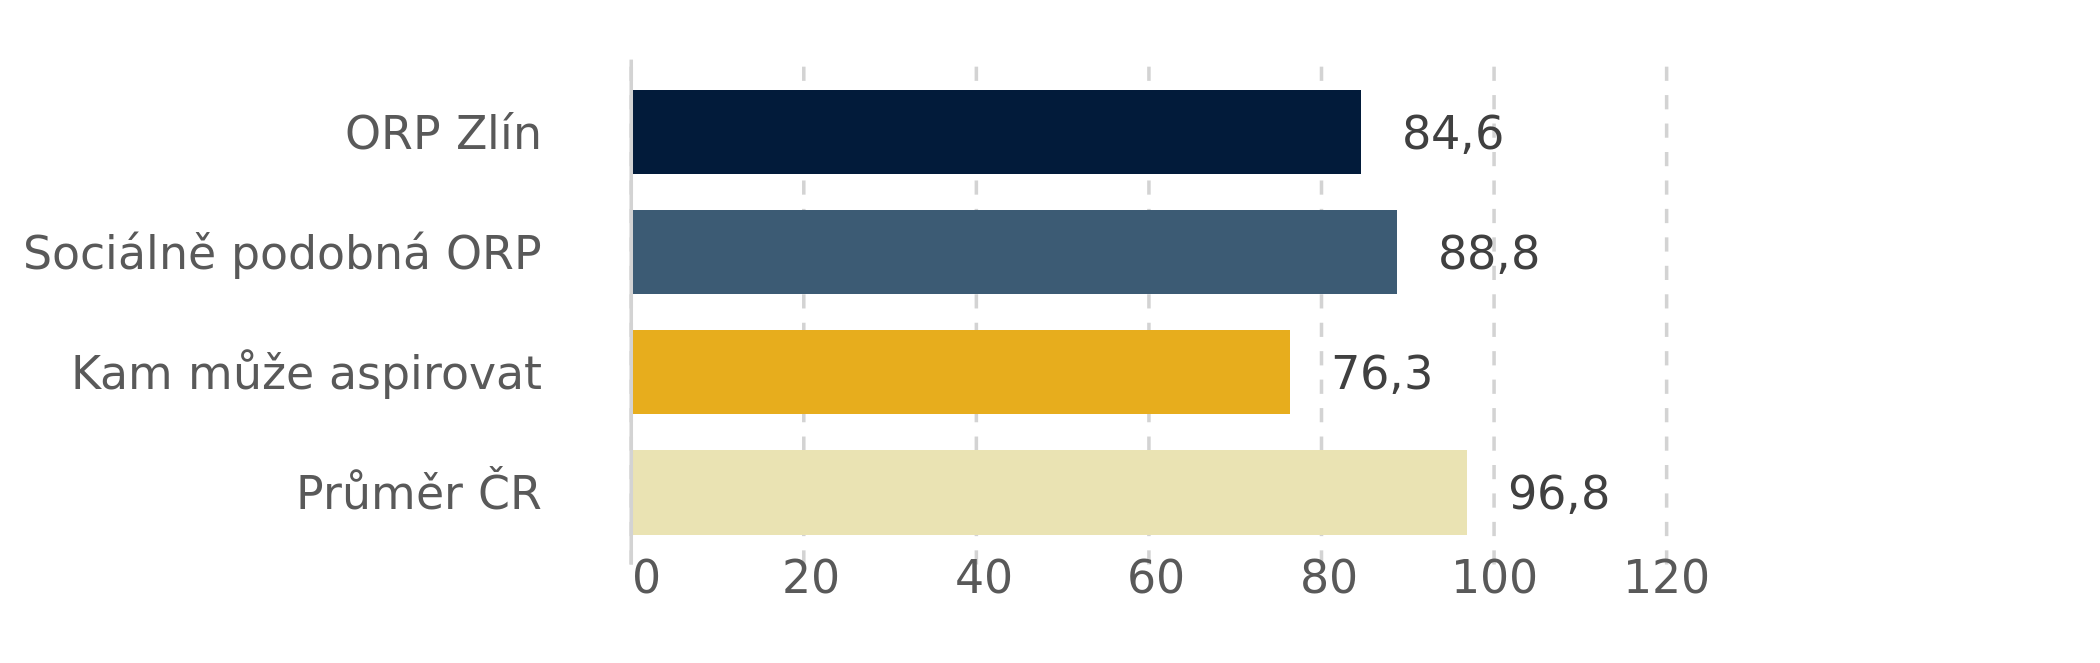 ORP Zlín
84,6
Sociálně podobná ORP
88,8
Kam může aspirovat
76,3
Průměr ČR
96,8
0 20 40 60 80 100 120